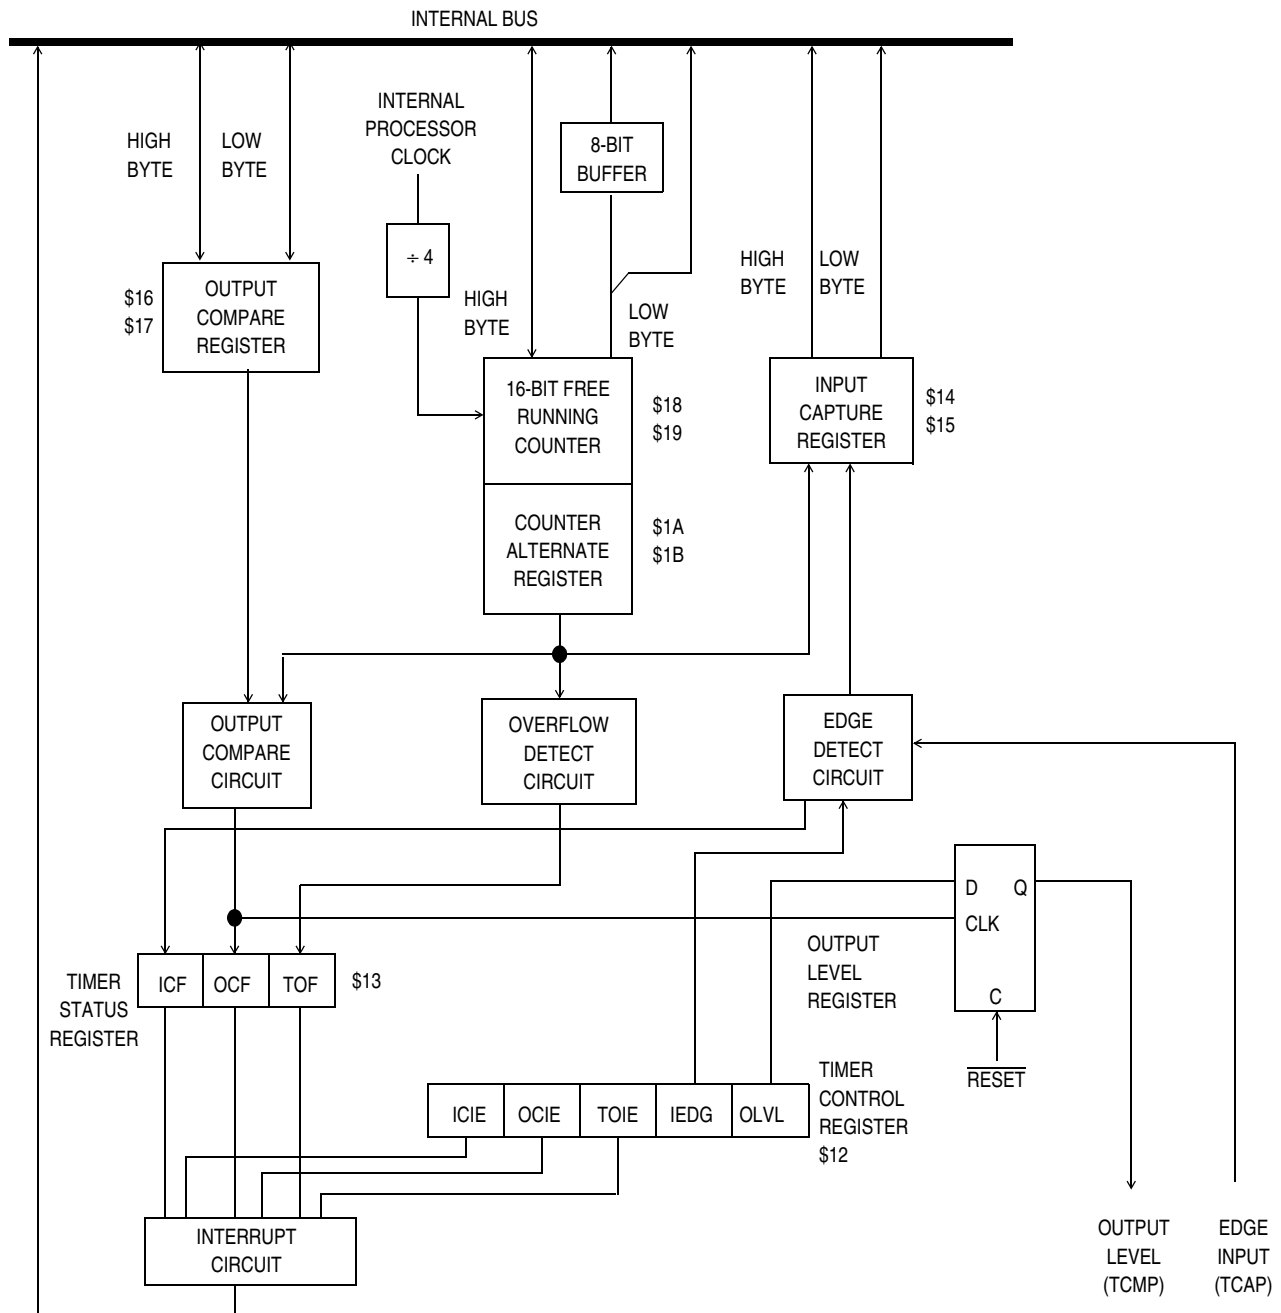 INTERNAL BUS
HIGH
BYTE
LOW
BYTE
INTERNAL
PROCESSOR
CLOCK
8-BIT
BUFFER
÷ 4
HIGH
BYTE
LOW
BYTE
HIGH
BYTE
LOW
BYTE
$16
$17
OUTPUT
COMPARE
REGISTER
16-BIT FREE
RUNNING
COUNTER
$18
$19
INPUT
CAPTURE
REGISTER
$14
$15
COUNTER
ALTERNATE
REGISTER
$1A
$1B
OUTPUT
COMPARE
CIRCUIT
OVERFLOW
DETECT
CIRCUIT
EDGE
DETECT
CIRCUIT
D Q
CLK
C
OUTPUT
LEVEL
REGISTER
RESET
TIMER
STATUS
REGISTER
ICF OCF TOF
$13
ICIE OCIE TOIE IEDG OLVL
TIMER
CONTROL
REGISTER
$12
INTERRUPT
CIRCUIT
OUTPUT
LEVEL
(TCMP)
EDGE
INPUT
(TCAP)